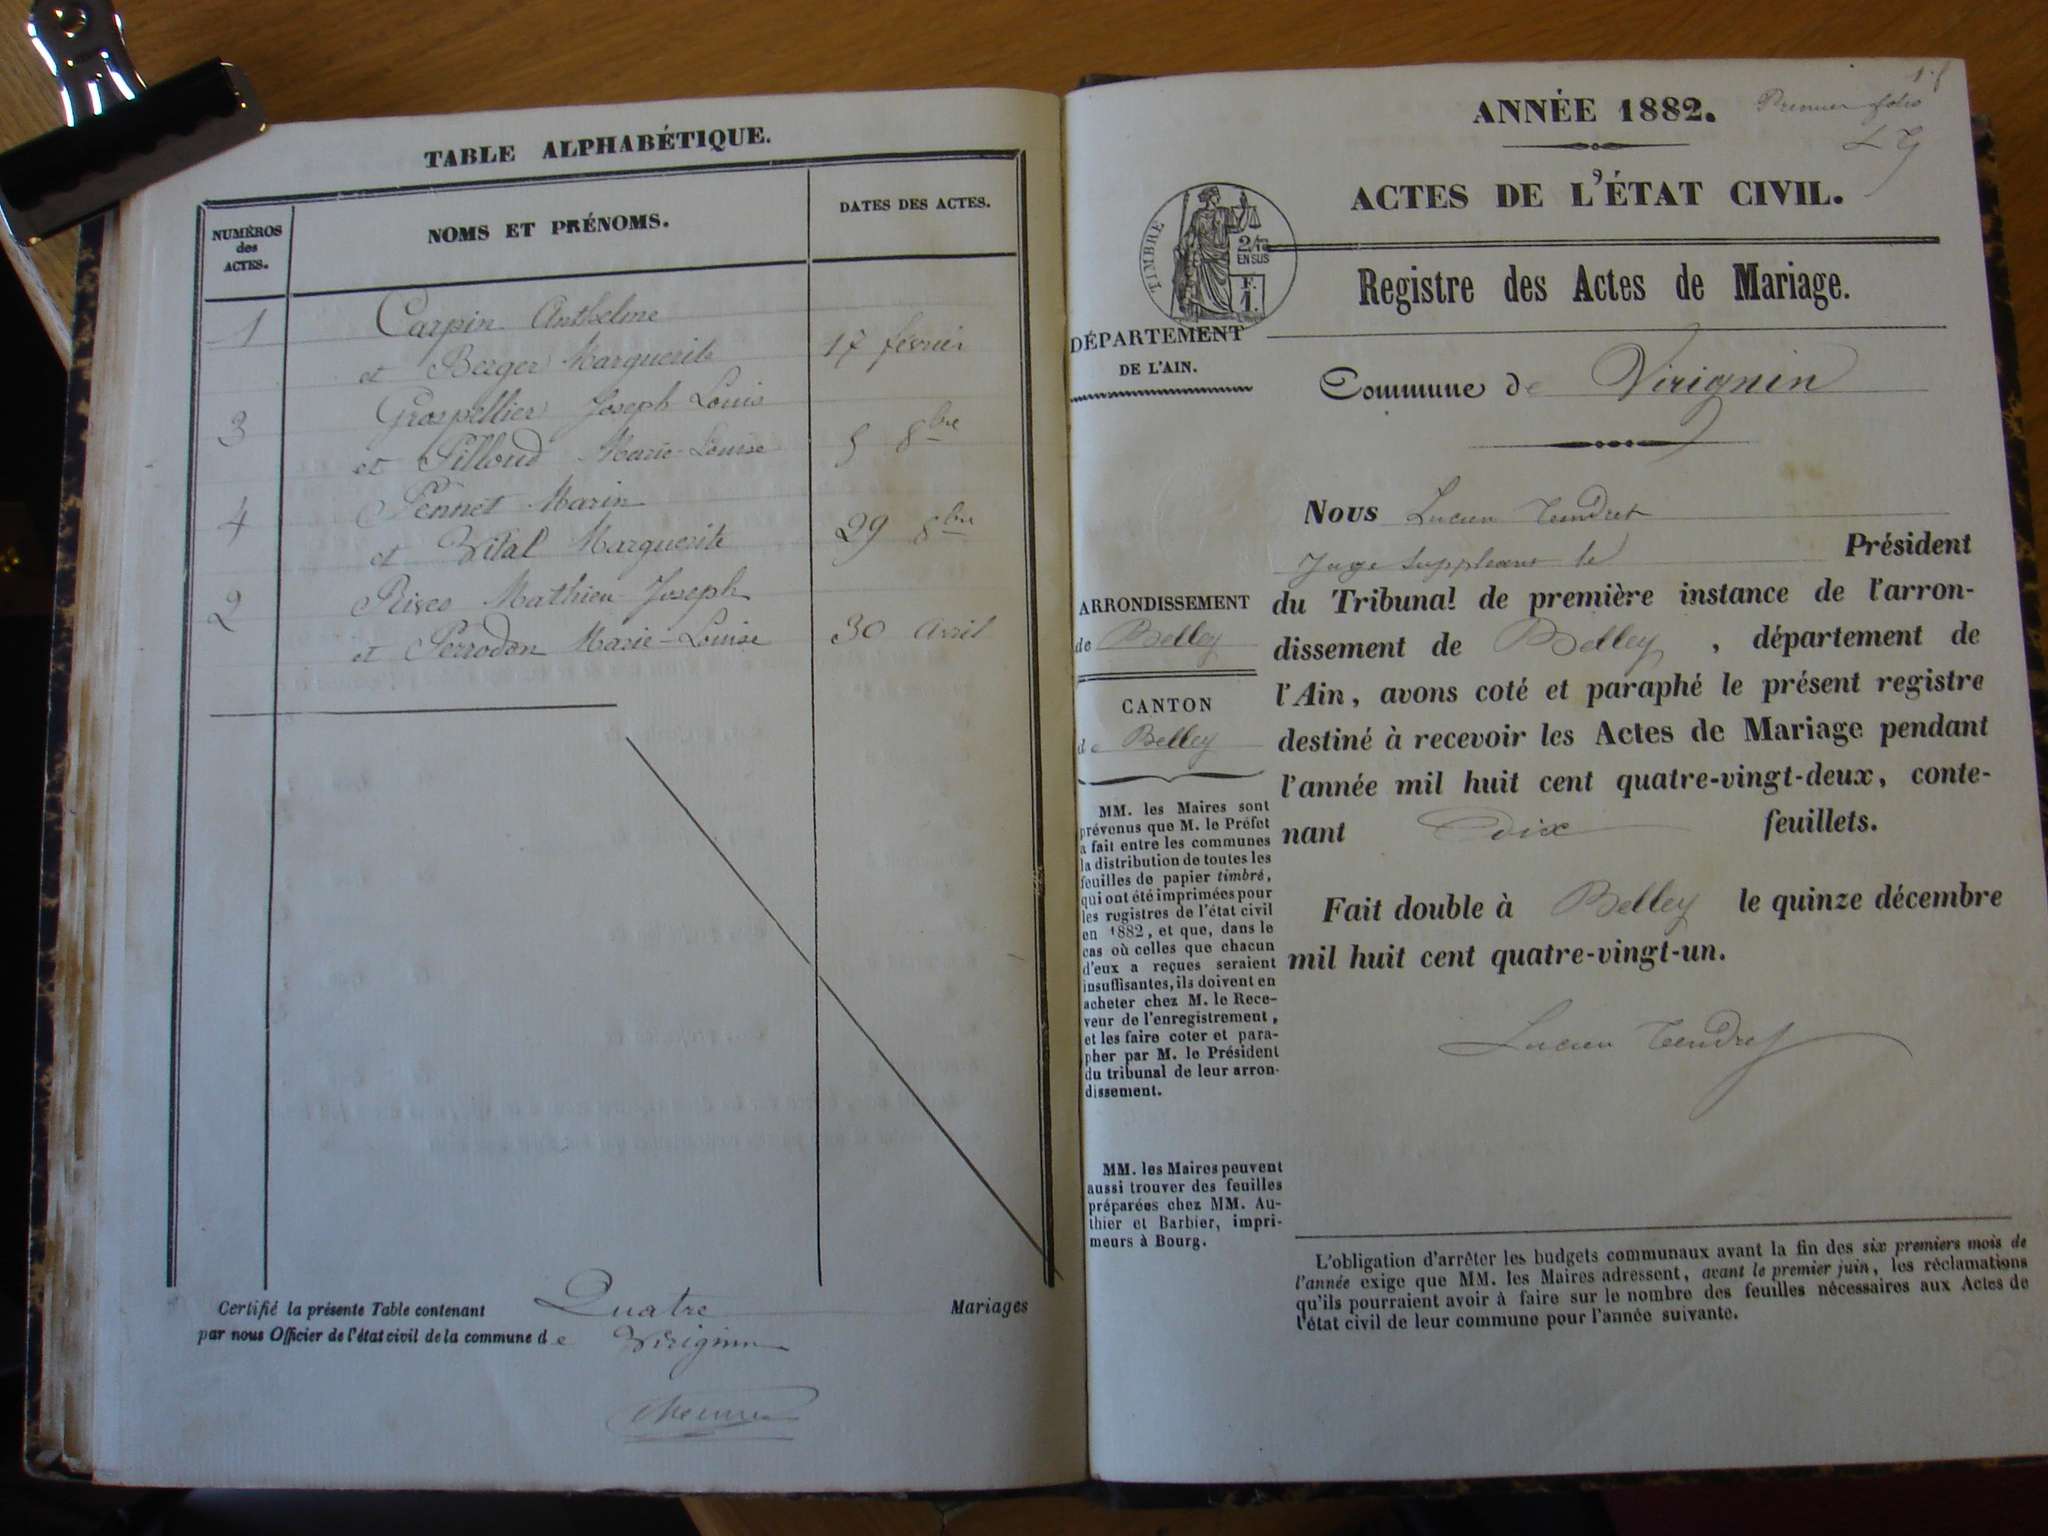 TABLE ALPHABÉTIQUE.
NUMÉROS
des
ACTES.
NOMS ET PRÉNOMS.
DATES DES ACTES.
1 Carpin Anthelme
et Berger Marguerite 17 février
3 Grospellier Joseph Louis
et Silloud Marie-Louise 5 8bre
4 Pennet Marin
et Vital Marguerite 29 8bre
2 Riseo Mathieu Joseph
et Perrodon Marie-Louise 30 avril
Certifié la présente Table contenant Quatre Mariages
par nous Officier de l'état civil de la commune de Virignin
1 f
Premier folio
LT
ANNÉE 1882.
ACTES DE L'ÉTAT CIVIL.
TIMBRE
2/10
EN SUS
F.
1.
Registre des Actes de Mariage.
DÉPARTEMENT
DE L'AIN.
Commune de Virignin
ARRONDISSEMENT
de Belley
CANTON
de Belley
MM. les Maires sont
prévenus que M. le Préfet
a fait entre les communes
la distribution de toutes les
feuilles de papier timbré,
qui ont été imprimées pour
les registres de l'état civil
en 1882, et que, dans le
cas où celles que chacun
d'eux a reçues seraient
insuffisantes, ils doivent en
acheter chez M. le Rece-
veur de l'enregistrement,
et les faire coter et para-
pher par M. le Président
du tribunal de leur arron-
dissement.
MM. les Maires peuvent
aussi trouver des feuilles
préparées chez MM. Au-
thier et Barbier, impri-
meurs à Bourg.
Nous Lucien Tendret
Juge Suppléant le Président
du Tribunal de première instance de l'arron-
dissement de Belley, département de
l'Ain, avons coté et paraphé le présent registre
destiné à recevoir les Actes de Mariage pendant
l'année mil huit cent quatre-vingt-deux, conte-
nant dix feuillets.
Fait double à Belley le quinze décembre
mil huit cent quatre-vingt-un.
Lucien Tendret
L'obligation d'arrêter les budgets communaux avant la fin des six premiers mois de
l'année exige que MM. les Maires adressent, avant le premier juin, les réclamations
qu'ils pourraient avoir à faire sur le nombre des feuilles nécessaires aux Actes de
l'état civil de leur commune pour l'année suivante.